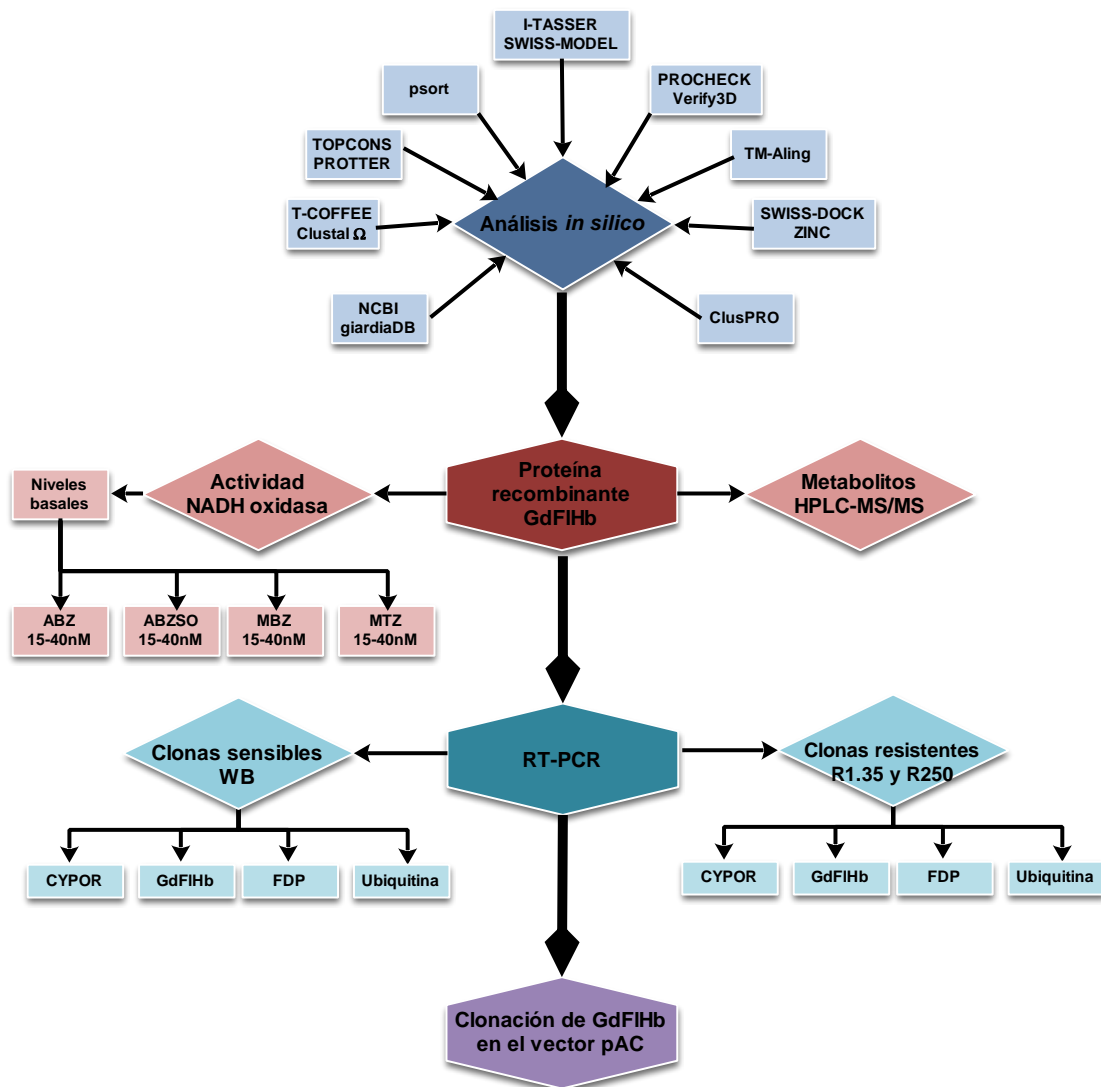 I-TASSER
SWISS-MODEL
psort
PROCHECK
Verify3D
TOPCONS
PROTTER
TM-Aling
T-COFFEE
Clustal Ω
Análisis in silico
SWISS-DOCK
ZINC
NCBI
giardiaDB
ClusPRO
Niveles
basales
Actividad
NADH oxidasa
Proteína
recombinante
GdFlHb
Metabolitos
HPLC-MS/MS
ABZ
15-40nM
ABZSO
15-40nM
MBZ
15-40nM
MTZ
15-40nM
Clonas sensibles
WB
RT-PCR
Clonas resistentes
R1.35 y R250
CYPOR
GdFlHb
FDP
Ubiquitina
CYPOR
GdFlHb
FDP
Ubiquitina
Clonación de GdFlHb
en el vector pAC